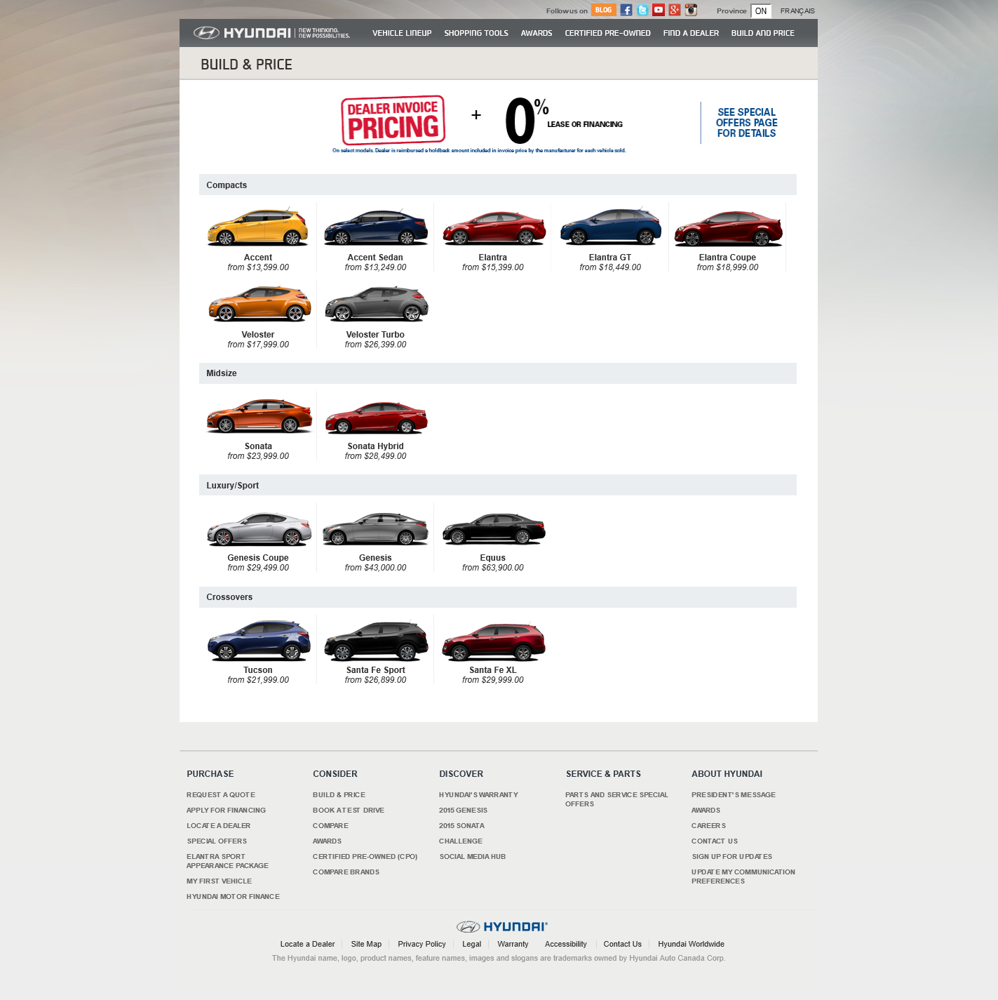 Follow us on BLOG Province ON FRANÇAIS
HYUNDAI NEW THINKING. NEW POSSIBILITIES.
VEHICLE LINEUP SHOPPING TOOLS AWARDS CERTIFIED PRE-OWNED FIND A DEALER BUILD AND PRICE
BUILD & PRICE
DEALER INVOICE
PRICING
+
0%
LEASE OR FINANCING
On select models. Dealer is reimbursed a holdback amount included in invoice price by the manufacturer for each vehicle sold.
SEE SPECIAL
OFFERS PAGE
FOR DETAILS
Compacts
Accent Accent Sedan Elantra Elantra GT Elantra Coupe
from $13,599.00 from $13,249.00 from $15,399.00 from $18,449.00 from $18,999.00
Veloster Veloster Turbo
from $17,999.00 from $26,399.00
Midsize
Sonata Sonata Hybrid
from $23,999.00 from $28,499.00
Luxury/Sport
Genesis Coupe Genesis Equus
from $29,499.00 from $43,000.00 from $63,900.00
Crossovers
Tucson Santa Fe Sport Santa Fe XL
from $21,999.00 from $26,899.00 from $29,999.00
PURCHASE
REQUEST A QUOTE
APPLY FOR FINANCING
LOCATE A DEALER
SPECIAL OFFERS
ELANTRA SPORT
APPEARANCE PACKAGE
MY FIRST VEHICLE
HYUNDAI MOTOR FINANCE
CONSIDER
BUILD & PRICE
BOOK A TEST DRIVE
COMPARE
AWARDS
CERTIFIED PRE-OWNED (CPO)
COMPARE BRANDS
DISCOVER
HYUNDAI'S WARRANTY
2015 GENESIS
2015 SONATA
CHALLENGE
SOCIAL MEDIA HUB
SERVICE & PARTS
PARTS AND SERVICE SPECIAL
OFFERS
ABOUT HYUNDAI
PRESIDENT'S MESSAGE
AWARDS
CAREERS
CONTACT US
SIGN UP FOR UPDATES
UPDATE MY COMMUNICATION
PREFERENCES
HYUNDAI
Locate a Dealer Site Map Privacy Policy Legal Warranty Accessibility Contact Us Hyundai Worldwide
The Hyundai name, logo, product names, feature names, images and slogans are trademarks owned by Hyundai Auto Canada Corp.